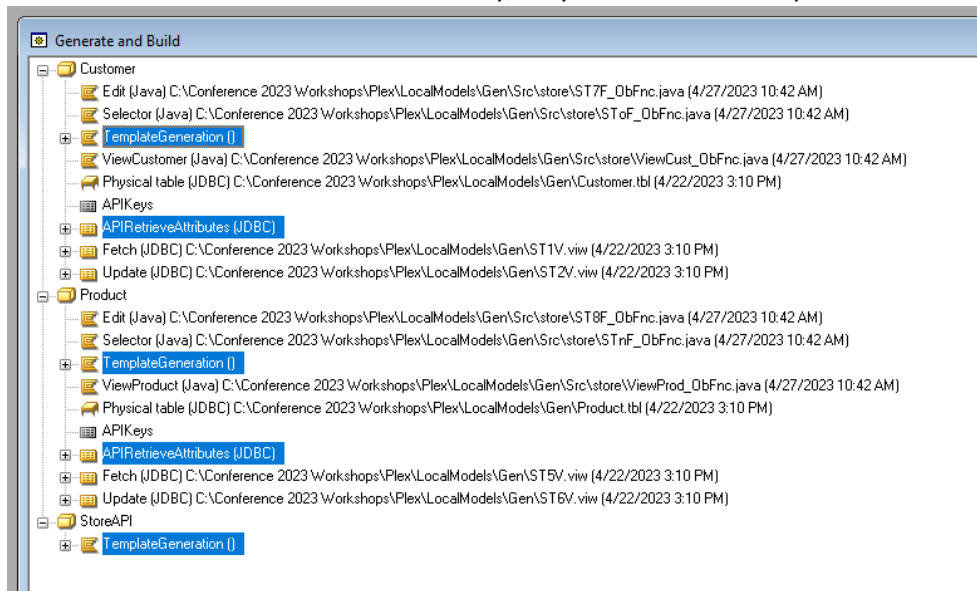 Generate and Build
Customer
Edit (Java) C:\Conference 2023 Workshops\Plex\LocalModels\Gen\Src\store\ST7F_ObFnc.java (4/27/2023 10:42 AM)
Selector (Java) C:\Conference 2023 Workshops\Plex\LocalModels\Gen\Src\store\SToF_ObFnc.java (4/27/2023 10:42 AM)
TemplateGeneration ()
ViewCustomer (Java) C:\Conference 2023 Workshops\Plex\LocalModels\Gen\Src\store\ViewCust_ObFnc.java (4/27/2023 10:42 AM)
Physical table (JDBC) C:\Conference 2023 Workshops\Plex\LocalModels\Gen\Customer.tbl (4/22/2023 3:10 PM)
APIKeys
APIRetrieveAttributes (JDBC)
Fetch (JDBC) C:\Conference 2023 Workshops\Plex\LocalModels\Gen\ST1V.viw (4/22/2023 3:10 PM)
Update (JDBC) C:\Conference 2023 Workshops\Plex\LocalModels\Gen\ST2V.viw (4/22/2023 3:10 PM)
Product
Edit (Java) C:\Conference 2023 Workshops\Plex\LocalModels\Gen\Src\store\ST8F_ObFnc.java (4/27/2023 10:42 AM)
Selector (Java) C:\Conference 2023 Workshops\Plex\LocalModels\Gen\Src\store\STnF_ObFnc.java (4/27/2023 10:42 AM)
TemplateGeneration ()
ViewProduct (Java) C:\Conference 2023 Workshops\Plex\LocalModels\Gen\Src\store\ViewProd_ObFnc.java (4/27/2023 10:42 AM)
Physical table (JDBC) C:\Conference 2023 Workshops\Plex\LocalModels\Gen\Product.tbl (4/22/2023 3:10 PM)
APIKeys
APIRetrieveAttributes (JDBC)
Fetch (JDBC) C:\Conference 2023 Workshops\Plex\LocalModels\Gen\ST5V.viw (4/22/2023 3:10 PM)
Update (JDBC) C:\Conference 2023 Workshops\Plex\LocalModels\Gen\ST6V.viw (4/22/2023 3:10 PM)
StoreAPI
TemplateGeneration ()